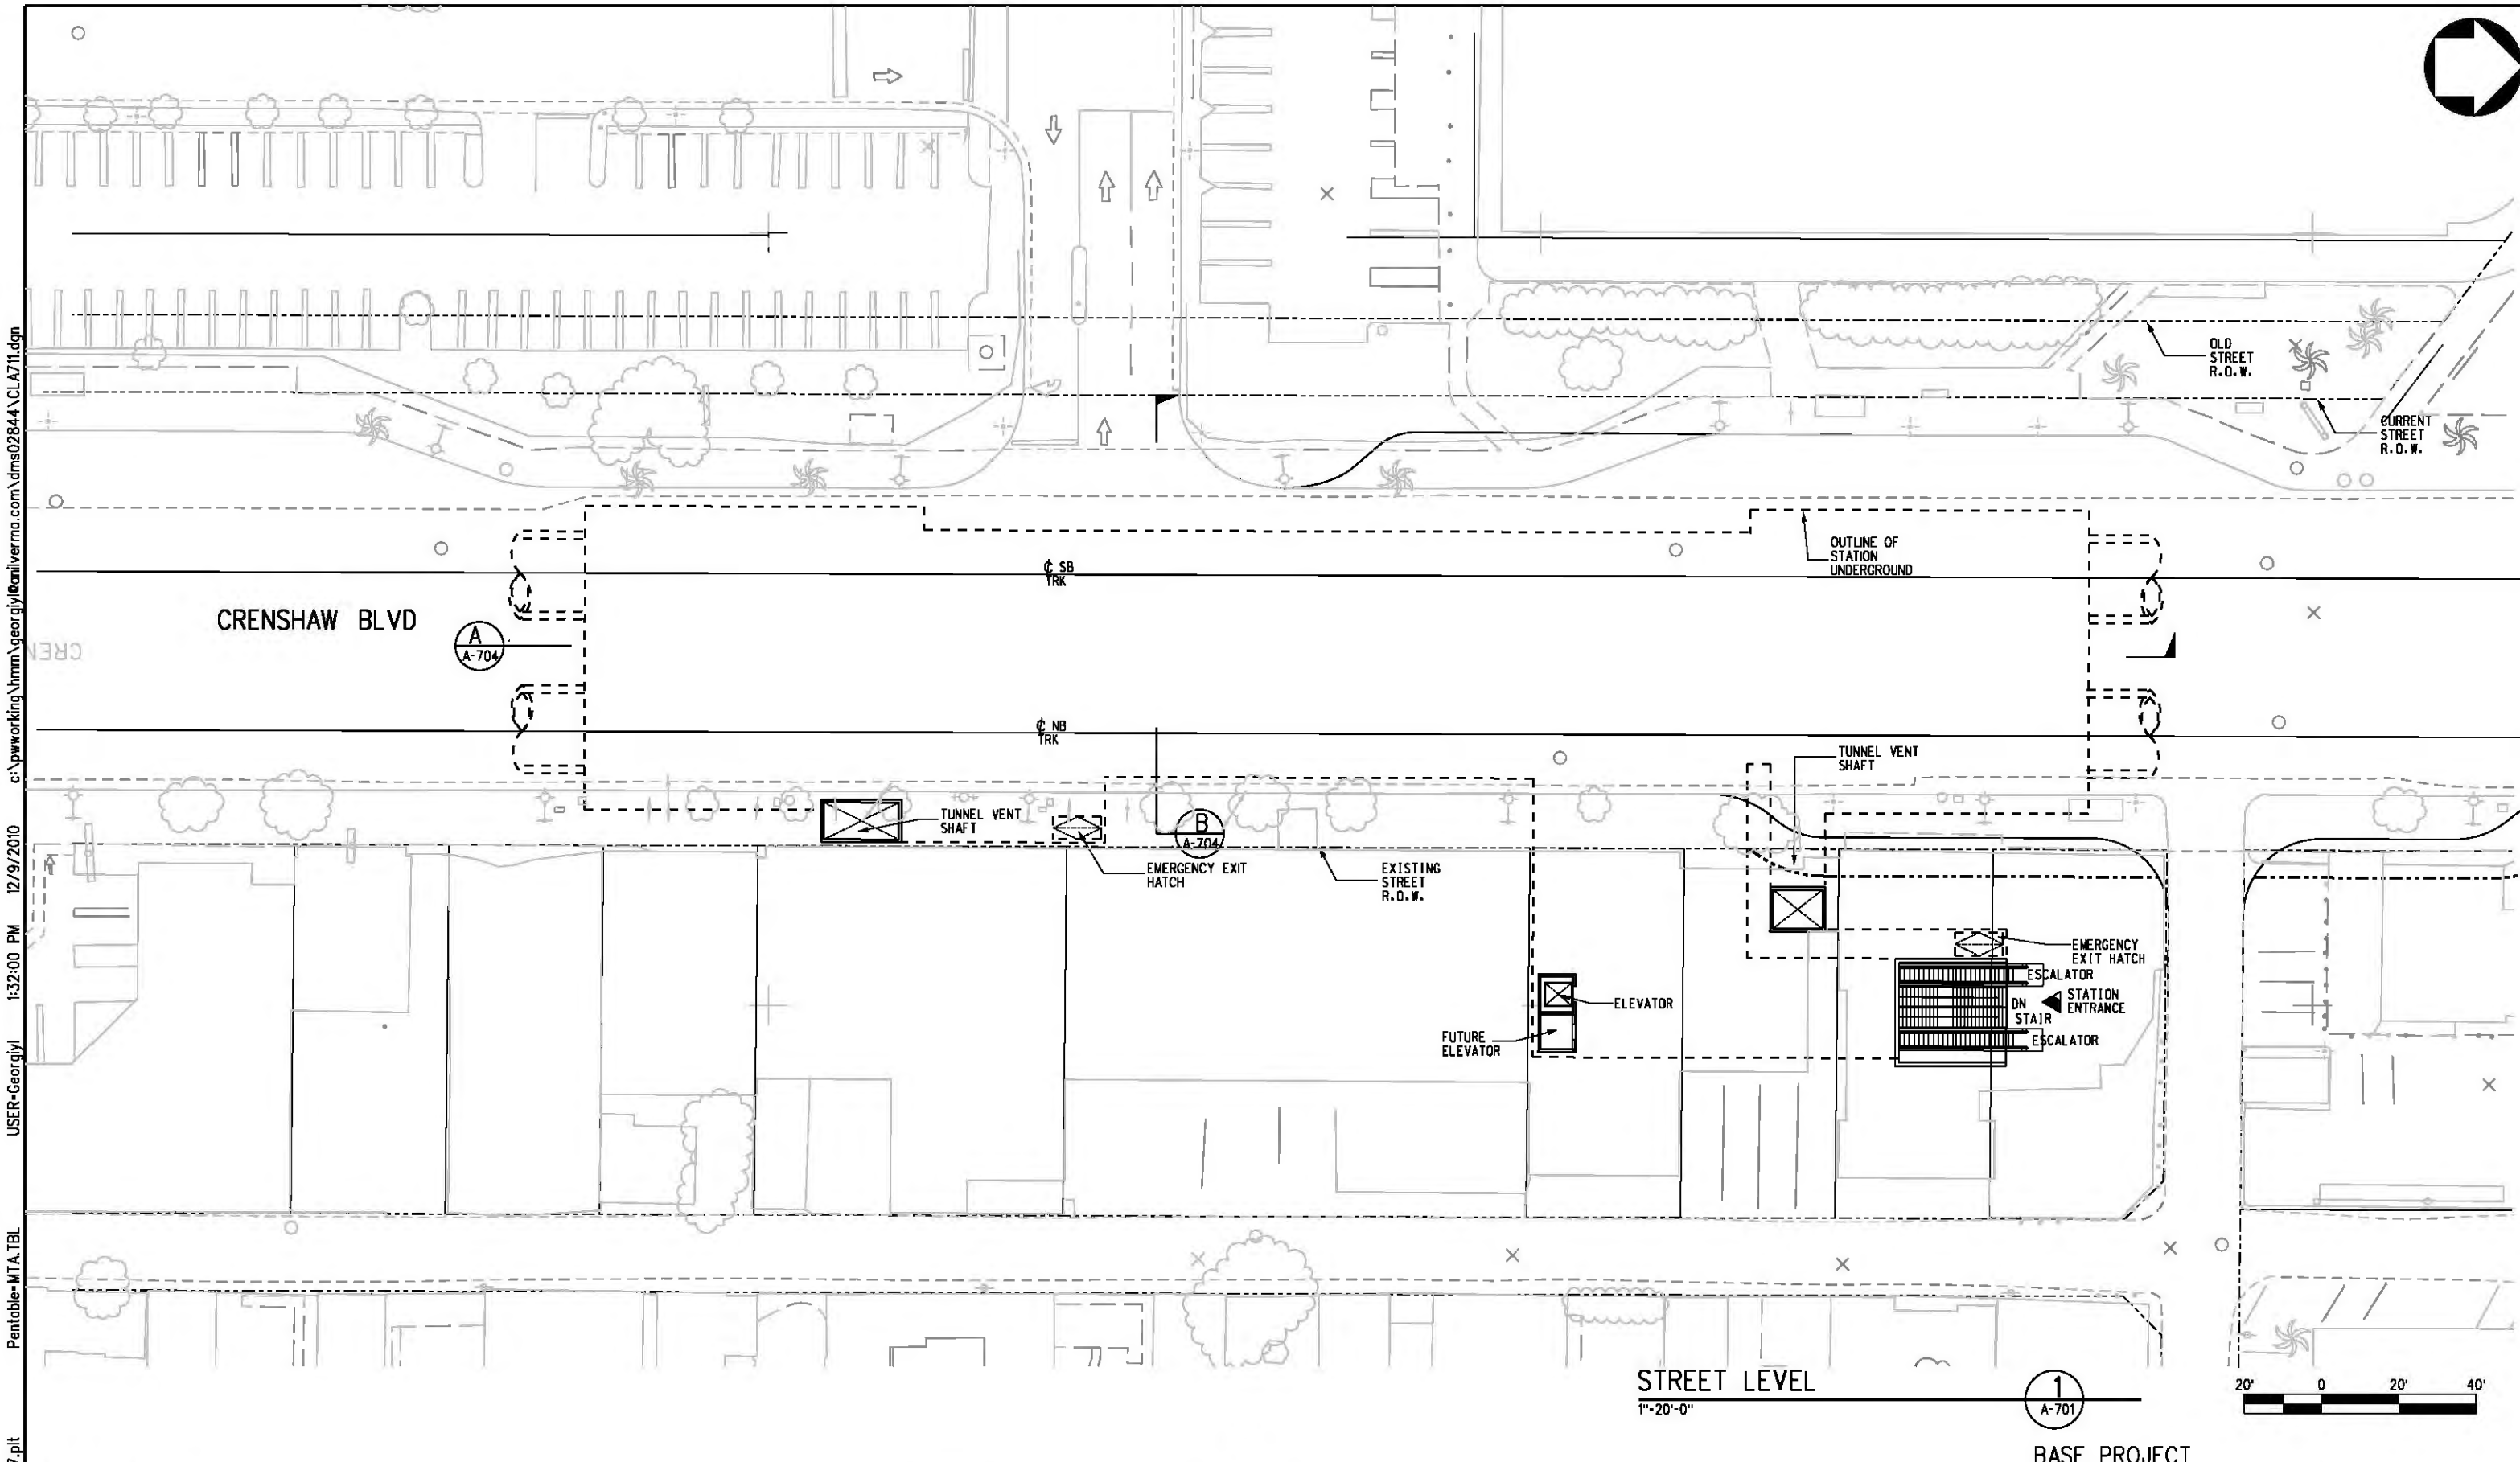 OLD
STREET
R.O.W.
CURRENT
STREET
R.O.W.
OUTLINE OF
STATION
UNDERGROUND
℄ SB
TRK
CRENSHAW BLVD
A
A-704
CREN
℄ NB
TRK
TUNNEL VENT
SHAFT
TUNNEL VENT
SHAFT
B
A-704
EMERGENCY EXIT
HATCH
EXISTING
STREET
R.O.W.
EMERGENCY
EXIT HATCH
ESCALATOR
STATION
ENTRANCE
DN
STAIR
ESCALATOR
ELEVATOR
FUTURE
ELEVATOR
STREET LEVEL
1"=20'-0"
1
A-701
20' 0 20' 40'
BASE PROJECT
c:\pwworking\hmm\georgiyl@anilverma.com\dms02844\CLA711.dgn
12/9/2010
1:32:00 PM
USER=Georgiyl
Pentable=MTA.TBL